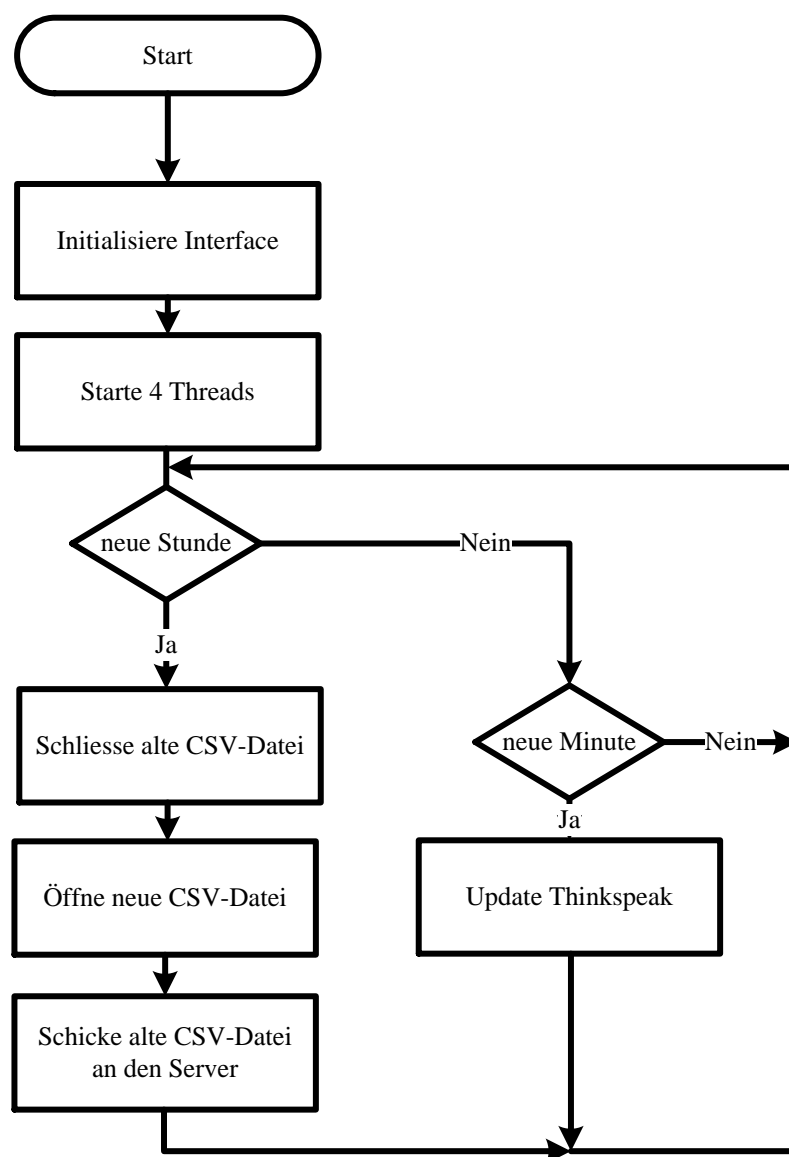 Start
Initialisiere Interface
Starte 4 Threads
neue Stunde
Nein
Ja
Schliesse alte CSV-Datei
neue Minute
Nein
Ja
Öffne neue CSV-Datei
Update Thinkspeak
Schicke alte CSV-Datei
an den Server